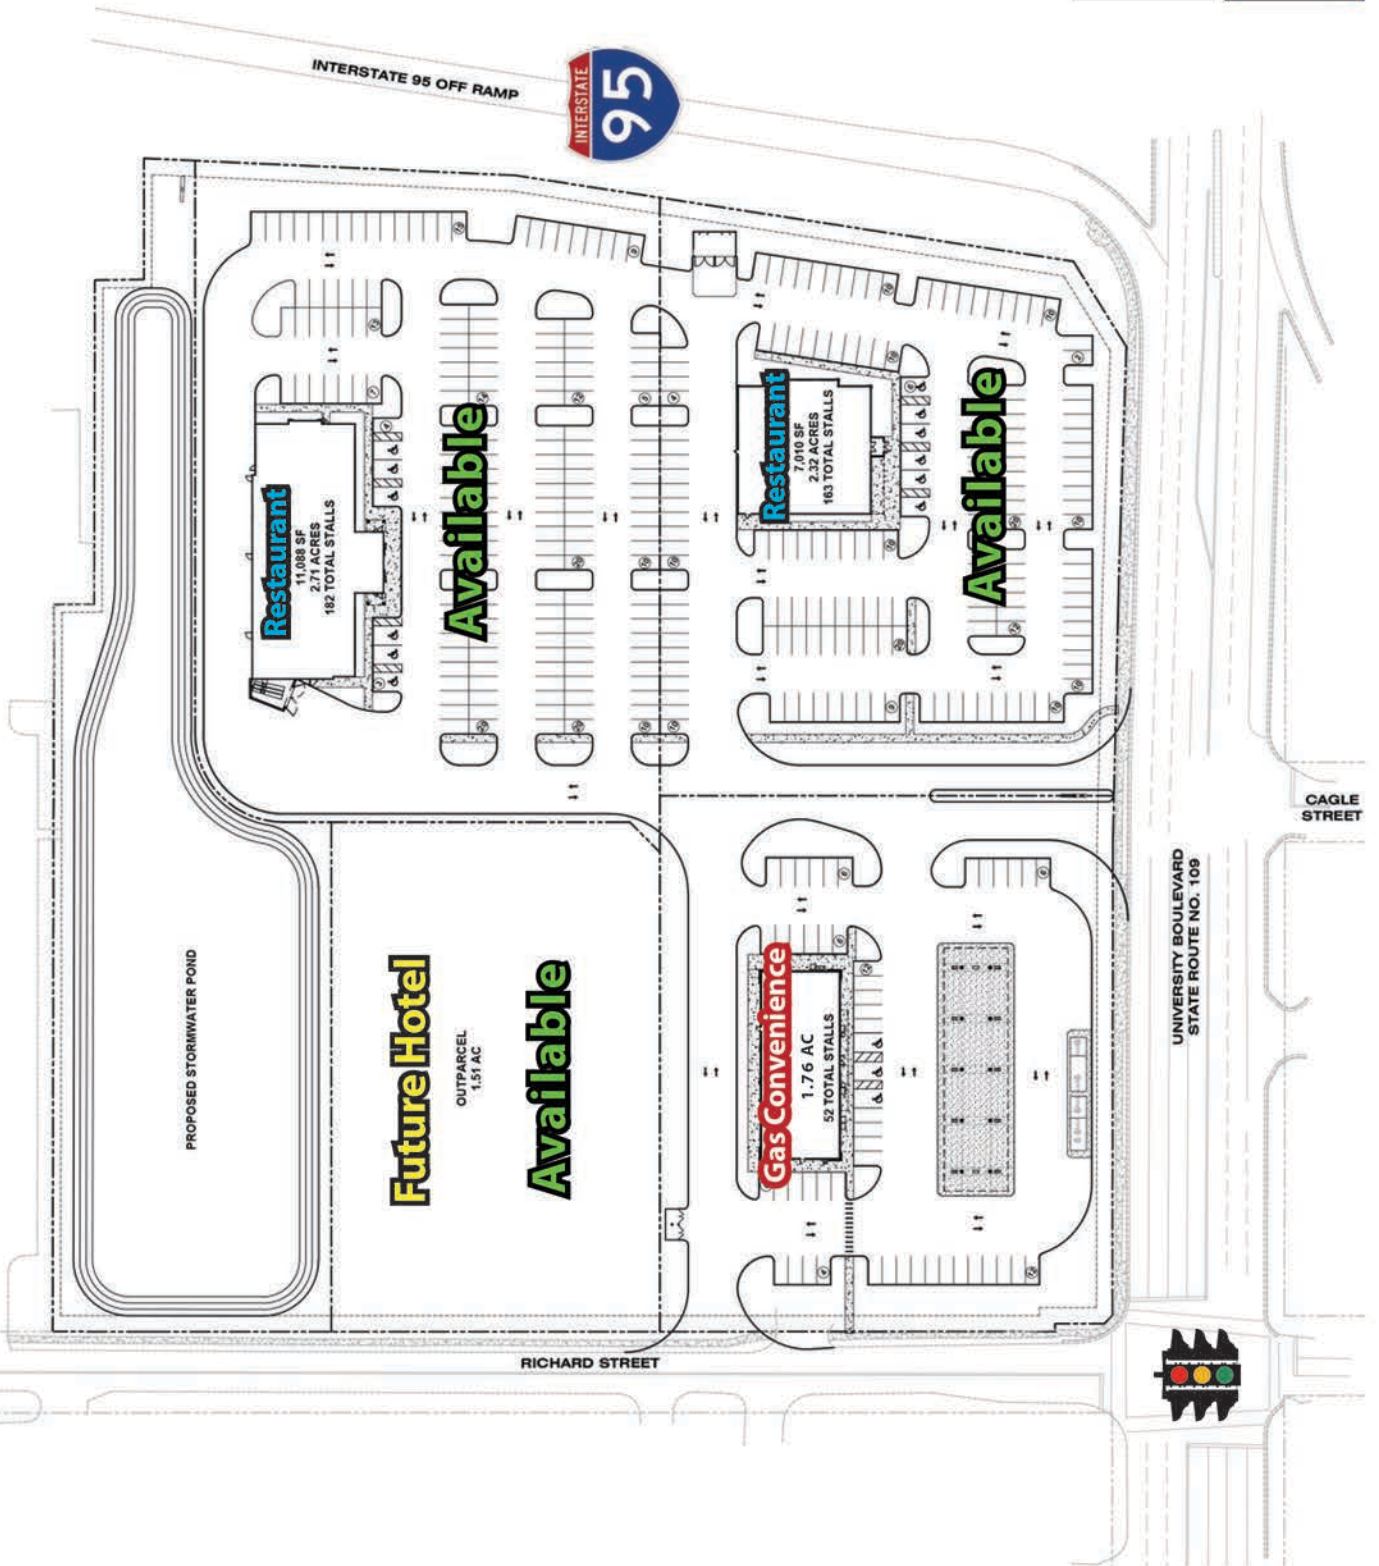 INTERSTATE 95 OFF RAMP
INTERSTATE
95
Restaurant
11,088 SF
2.71 ACRES
182 TOTAL STALLS
Available
Restaurant
7,010 SF
2.32 ACRES
163 TOTAL STALLS
Available
CAGLE
STREET
UNIVERSITY BOULEVARD
STATE ROUTE NO. 109
PROPOSED STORMWATER POND
Future Hotel
OUTPARCEL
1.51 AC
Available
Gas Convenience
1.76 AC
52 TOTAL STALLS
RICHARD STREET